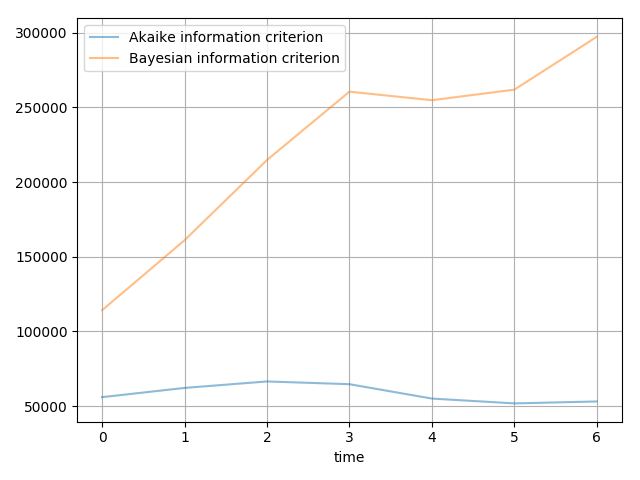 Akaike information criterion
Bayesian information criterion
300000
250000
200000
150000
100000
50000
0 1 2 3 4 5 6
time